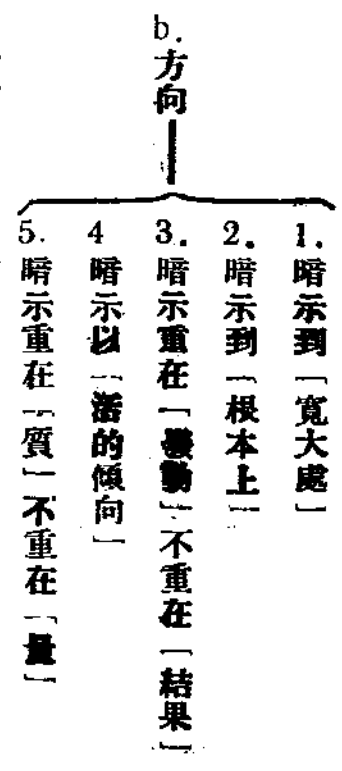 b. 方向
1. 暗示到「寬大處」
2. 暗示到「根本上」
3. 暗示重在「發動」不重在「結果」
4 暗示以「活的傾向」
5. 暗示重在「質」不重在「量」